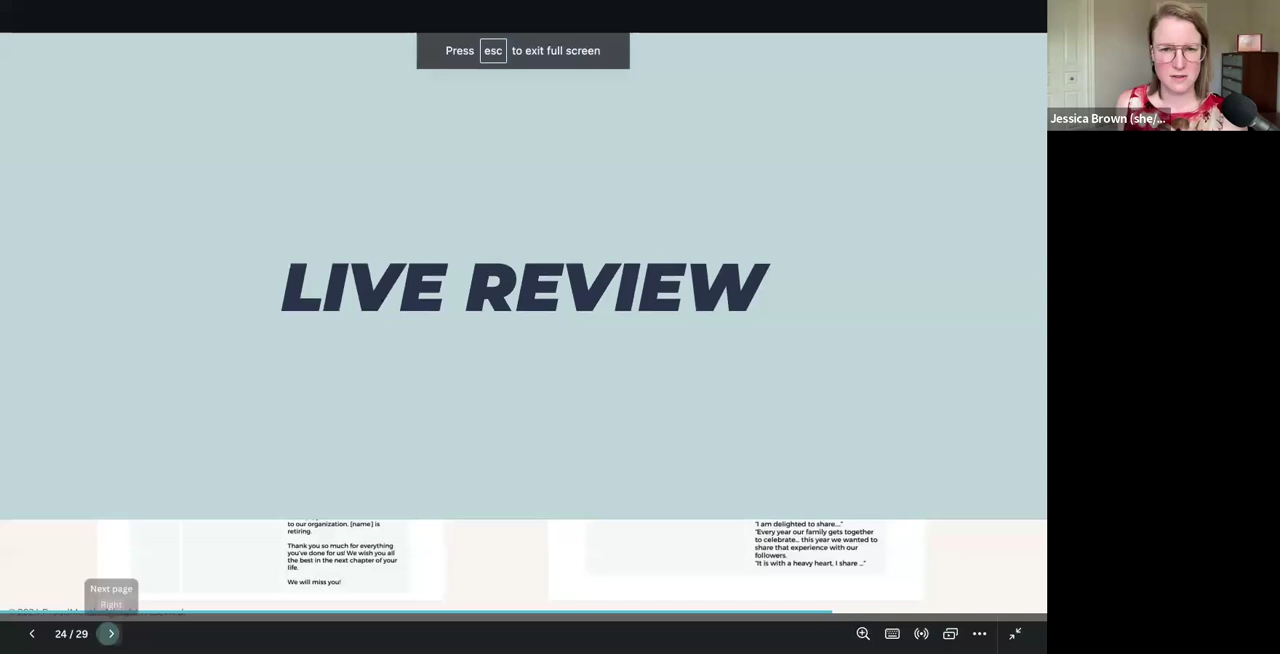 Press esc to exit full screen
Jessica Brown (she/...
LIVE REVIEW
to our organization. [name] is
retiring.
Thank you so much for everything
you've done for us! We wish you all
the best in the next chapter of your
life.
We will miss you!
"I am delighted to share...."
"Every year our family gets together
to celebrate... this year we wanted to
share that experience with our
followers.
"It is with a heavy heart, I share ..."
Next page
Right
24 / 29